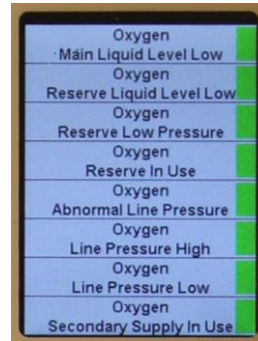 Oxygen
Main Liquid Level Low
Oxygen
Reserve Liquid Level Low
Oxygen
Reserve Low Pressure
Oxygen
Reserve In Use
Oxygen
Abnormal Line Pressure
Oxygen
Line Pressure High
Oxygen
Line Pressure Low
Oxygen
Secondary Supply In Use